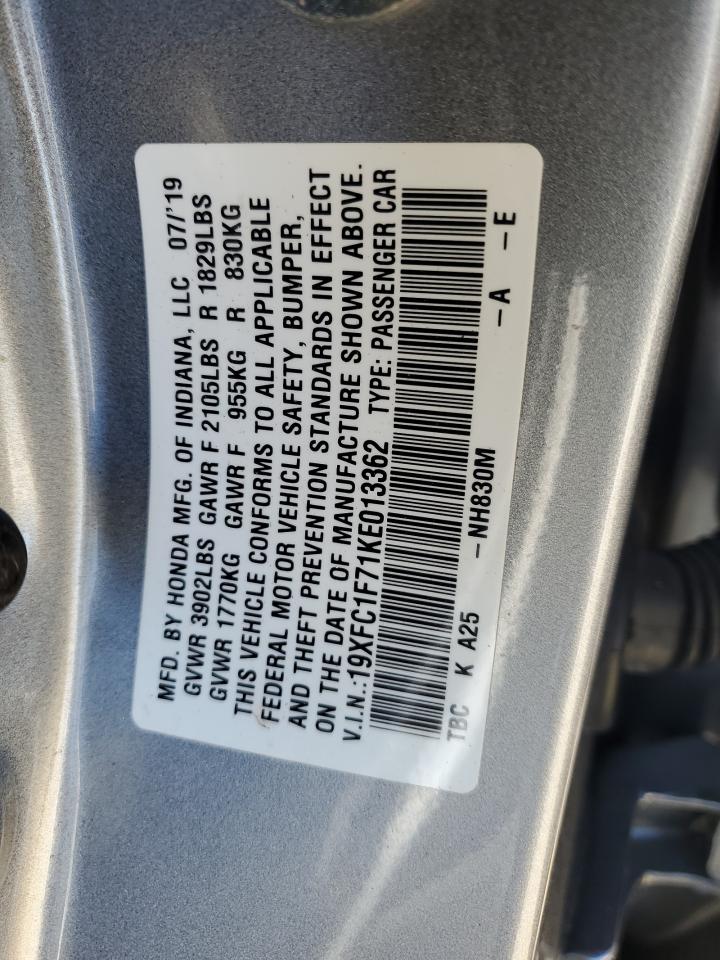 MFD. BY HONDA MFG. OF INDIANA, LLC 07/'19
GVWR 3902LBS GAWR F 2105LBS R 1829LBS
GVWR 1770KG GAWR F 955KG R 830KG
THIS VEHICLE CONFORMS TO ALL APPLICABLE
FEDERAL MOTOR VEHICLE SAFETY, BUMPER,
AND THEFT PREVENTION STANDARDS IN EFFECT
ON THE DATE OF MANUFACTURE SHOWN ABOVE.
V.I.N.:19XFC1F71KE013362 TYPE: PASSENGER CAR
TBC K A25 -NH830M -A -E